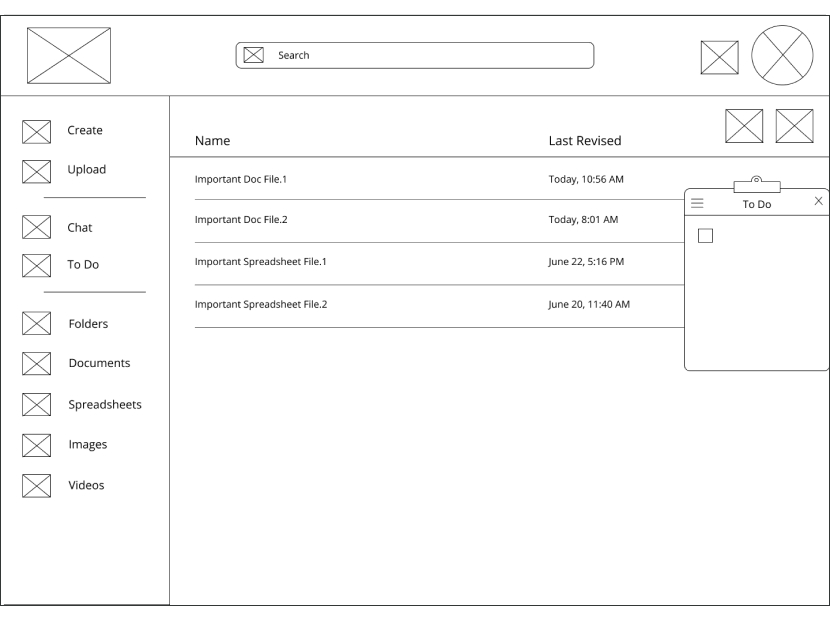 Search
Create
Upload
Chat
To Do
Folders
Documents
Spreadsheets
Images
Videos
Name Last Revised
Important Doc File.1 Today, 10:56 AM
Important Doc File.2 Today, 8:01 AM
Important Spreadsheet File.1 June 22, 5:16 PM
Important Spreadsheet File.2 June 20, 11:40 AM
To Do